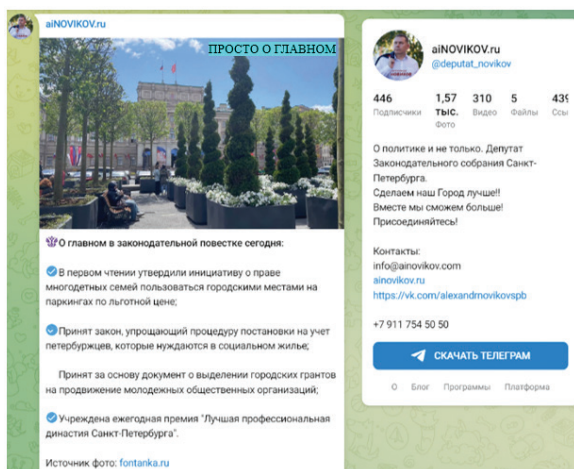 aiNOVIKOV.ru
ПРОСТО О ГЛАВНОМ
О главном в законодательной повестке сегодня:
В первом чтении утвердили инициативу о праве
многодетных семей пользоваться городскими местами на
паркингах по льготной цене;
Принят закон, упрощающий процедуру постановки на учет
петербуржцев, которые нуждаются в социальном жилье;
Принят за основу документ о выделении городских грантов
на продвижение молодежных общественных организаций;
Учреждена ежегодная премия "Лучшая профессиональная
династия Санкт-Петербурга".
Источник фото: fontanka.ru
aiNOVIKOV.ru
@deputat_novikov
446 1,57 310 5 439
Подписчики ТЫС. Видео Файлы Ссы
Фото
О политике и не только. Депутат
Законодательного собрания Санкт-
Петербурга.
Сделаем наш Город лучше!!
Вместе мы сможем больше!
Присоединяйтесь!
Контакты:
info@ainovikov.com
ainovikov.ru
https://vk.com/alexandrnovikovspb
+7 911 754 50 50
СКАЧАТЬ ТЕЛЕГРАМ
О Блог Программы Платформа